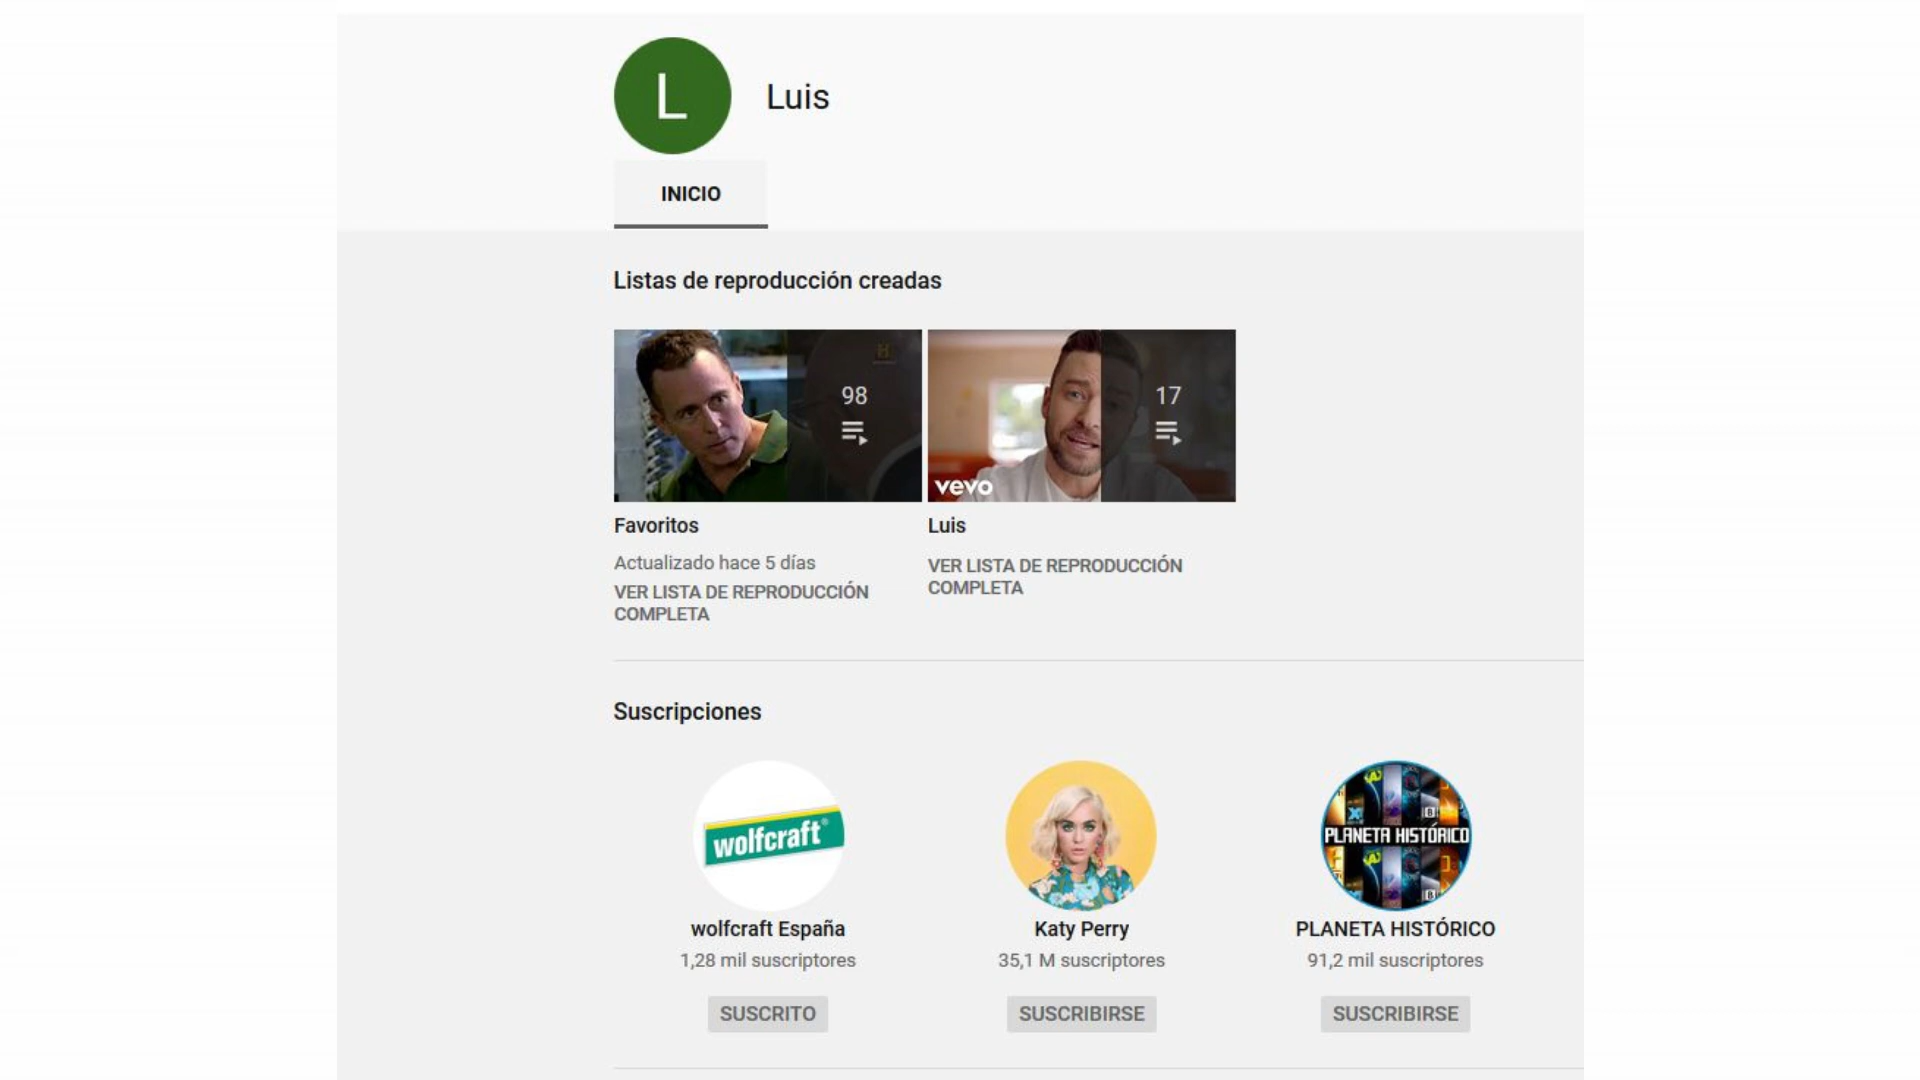 L
Luis
INICIO
Listas de reproducción creadas
H
98
17
vevo
Favoritos
Luis
Actualizado hace 5 días
VER LISTA DE REPRODUCCIÓN
COMPLETA
VER LISTA DE REPRODUCCIÓN
COMPLETA
Suscripciones
wolfcraft®
PLANETA HISTÓRICO
wolfcraft España
Katy Perry
PLANETA HISTÓRICO
1,28 mil suscriptores
35,1 M suscriptores
91,2 mil suscriptores
SUSCRITO
SUSCRIBIRSE
SUSCRIBIRSE